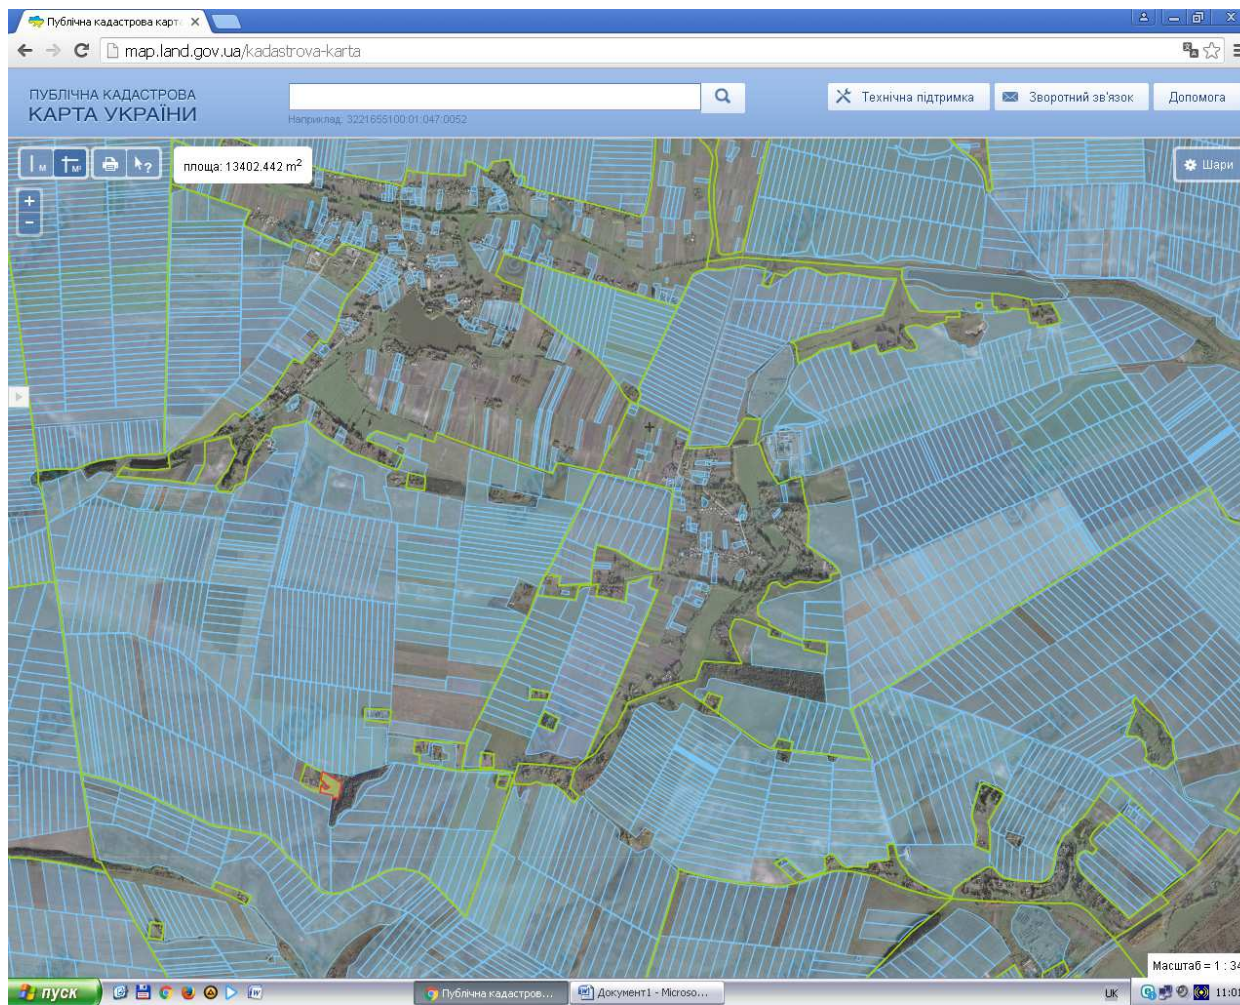 Публічна кадастрова карт
map.land.gov.ua/kadastrova-karta
ПУБЛІЧНА КАДАСТРОВА
КАРТА УКРАЇНИ
Наприклад: 3221655100:01:047:0052
Технічна підтримка
Зворотний зв'язок
Допомога
М
М²
?
площа: 13402.442 m²
Шари
+
−
Масштаб = 1 : 34
пуск
Публічна кадастров...
Документ1 - Microso...
UK
11:01